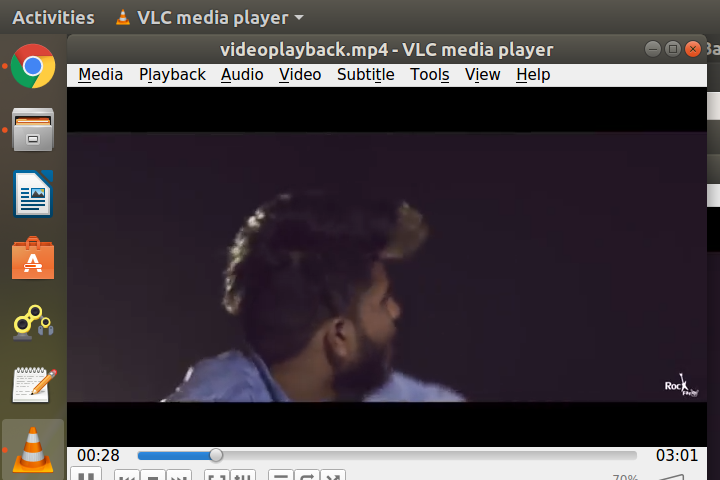 Activities VLC media player
videoplayback.mp4 - VLC media player
Media Playback Audio Video Subtitle Tools View Help
Rock
00:28 03:01
70%